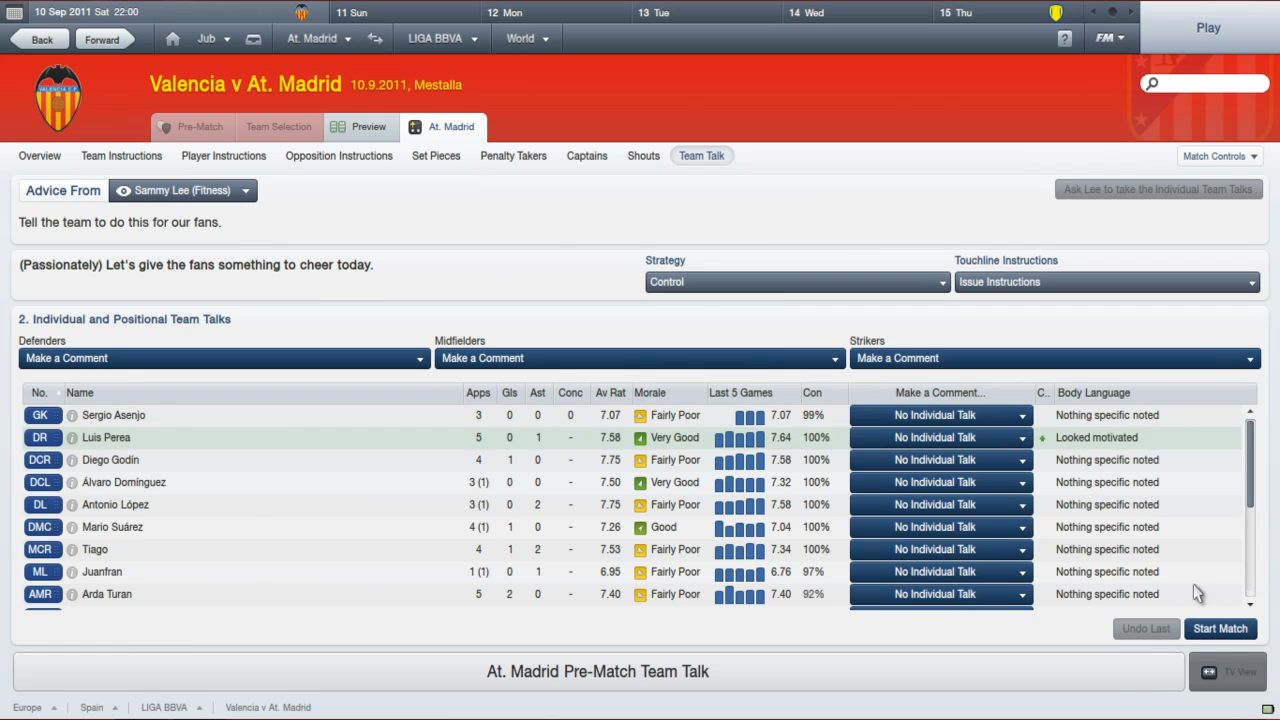 10 Sep 2011 Sat 22:00 11 Sun 12 Mon 13 Tue 14 Wed 15 Thu
Play
Back Forward Jub At. Madrid LIGA BBVA World ? FM
VALENCIA C.F
Valencia v At. Madrid 10.9.2011, Mestalla
Pre-Match Team Selection Preview At. Madrid
Overview Team Instructions Player Instructions Opposition Instructions Set Pieces Penalty Takers Captains Shouts Team Talk Match Controls
Advice From Sammy Lee (Fitness) Ask Lee to take the Individual Team Talks
Tell the team to do this for our fans.
(Passionately) Let's give the fans something to cheer today.
Strategy Touchline Instructions
Control Issue Instructions
2. Individual and Positional Team Talks
Defenders Midfielders Strikers
Make a Comment Make a Comment Make a Comment
No. Name Apps Gls Ast Conc Av Rat Morale Last 5 Games Con Make a Comment... C.. Body Language
GK i Sergio Asenjo 3 0 0 0 7.07 Fairly Poor 7.07 99% No Individual Talk Nothing specific noted
DR i Luis Perea 5 0 1 - 7.58 Very Good 7.64 100% No Individual Talk Looked motivated
DCR i Diego Godín 4 1 0 - 7.75 Fairly Poor 7.58 100% No Individual Talk Nothing specific noted
DCL i Álvaro Domínguez 3 (1) 0 0 - 7.50 Very Good 7.32 100% No Individual Talk Nothing specific noted
DL i Antonio López 3 (1) 0 2 - 7.75 Fairly Poor 7.58 100% No Individual Talk Nothing specific noted
DMC i Mario Suárez 4 (1) 1 0 - 7.26 Good 7.04 100% No Individual Talk Nothing specific noted
MCR i Tiago 4 1 2 - 7.53 Fairly Poor 7.34 100% No Individual Talk Nothing specific noted
ML i Juanfran 1 (1) 0 1 - 6.95 Fairly Poor 6.76 97% No Individual Talk Nothing specific noted
AMR i Arda Turan 5 2 0 - 7.40 Fairly Poor 7.40 92% No Individual Talk Nothing specific noted
Undo Last Start Match
At. Madrid Pre-Match Team Talk TV View
Europe Spain LIGA BBVA Valencia v At. Madrid